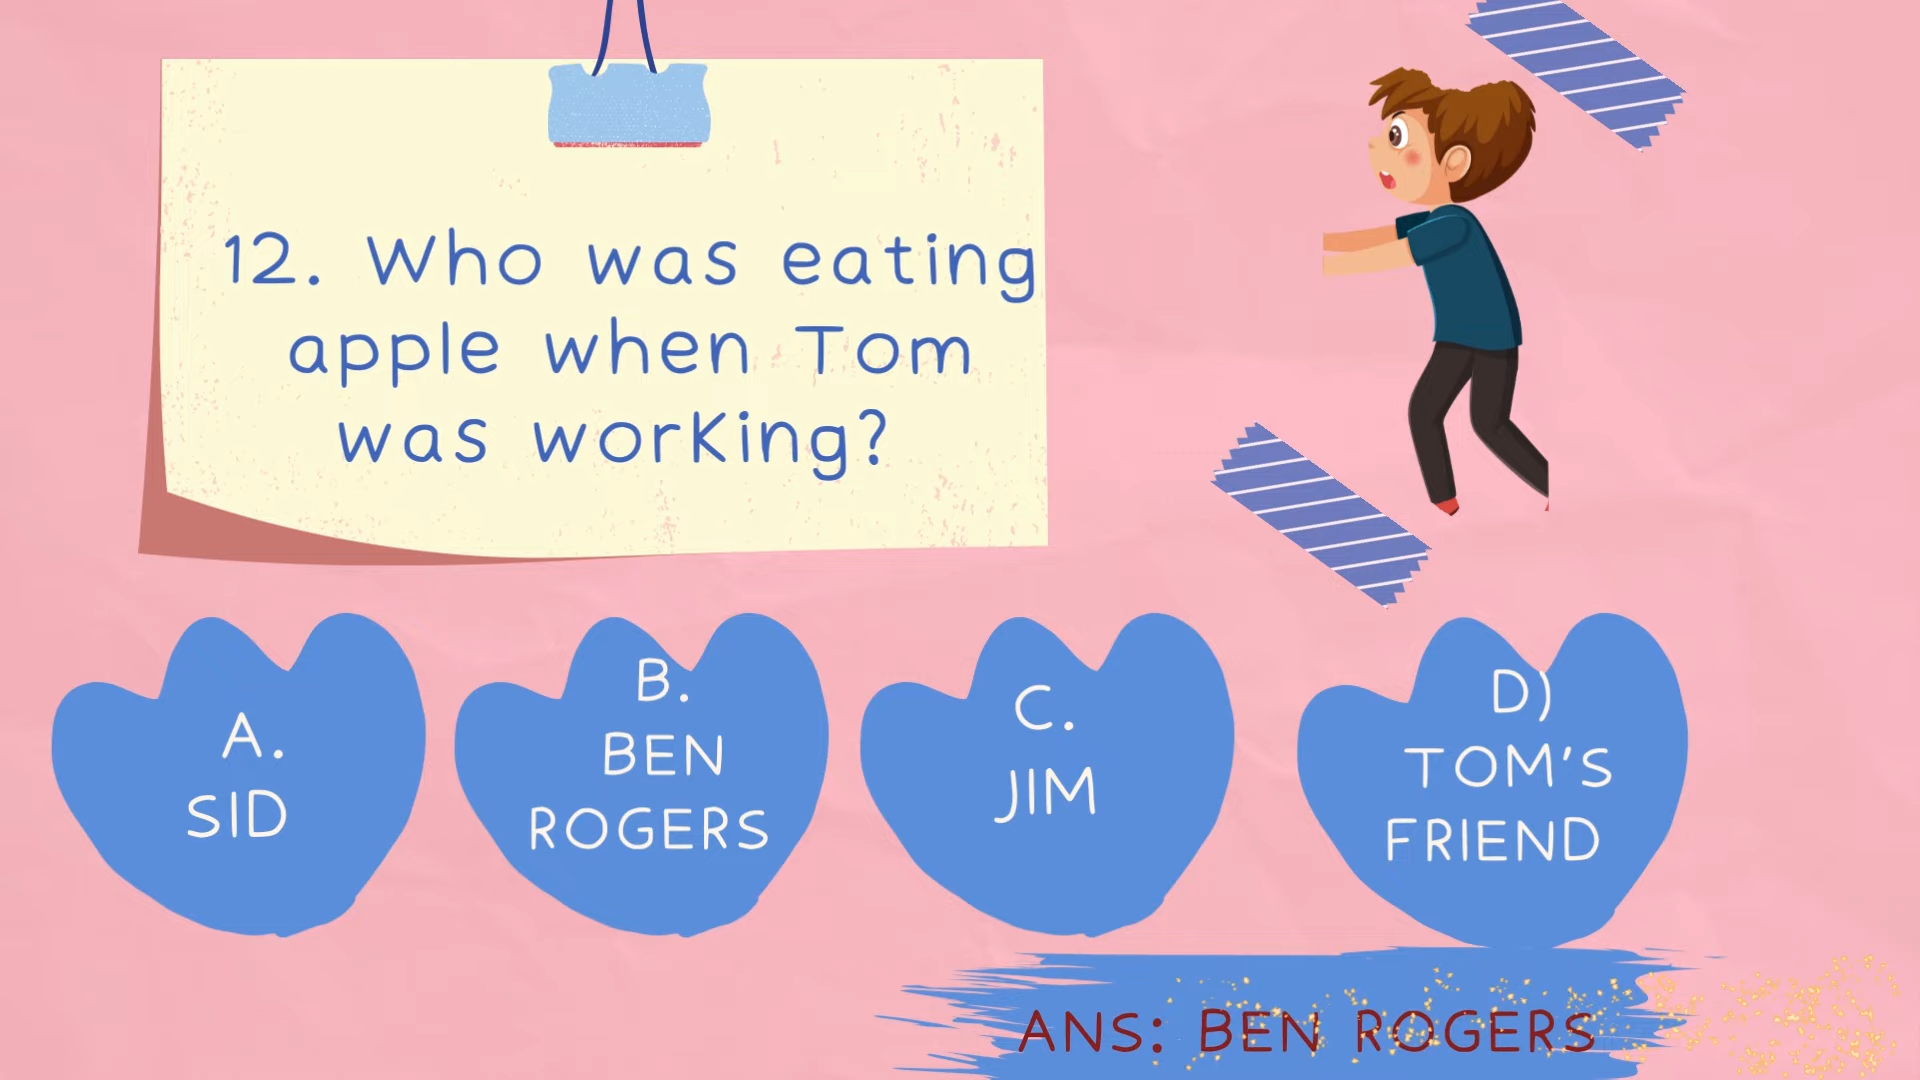 12. Who was eating
apple when Tom
was working?
A.
SID
B.
BEN
ROGERS
C.
JIM
D)
TOM'S
FRIEND
ANS: BEN ROGERS